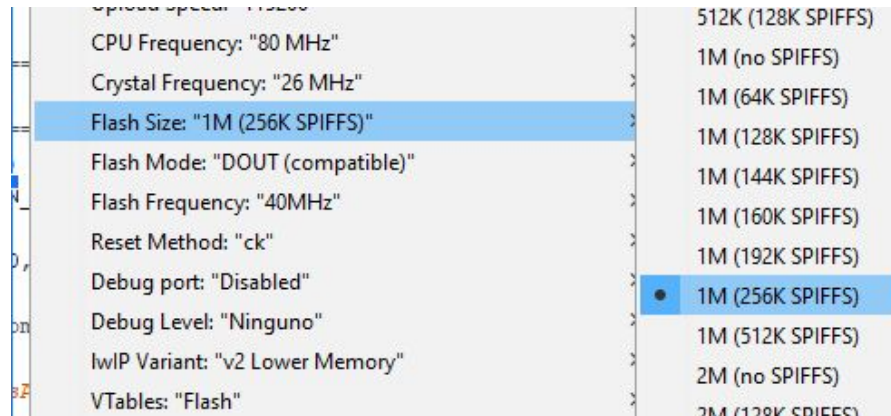 CPU Frequency: "80 MHz"
Crystal Frequency: "26 MHz"
Flash Size: "1M (256K SPIFFS)"
Flash Mode: "DOUT (compatible)"
Flash Frequency: "40MHz"
Reset Method: "ck"
Debug port: "Disabled"
Debug Level: "Ninguno"
lwIP Variant: "v2 Lower Memory"
VTables: "Flash"
512K (128K SPIFFS)
1M (no SPIFFS)
1M (64K SPIFFS)
1M (128K SPIFFS)
1M (144K SPIFFS)
1M (160K SPIFFS)
1M (192K SPIFFS)
1M (256K SPIFFS)
1M (512K SPIFFS)
2M (no SPIFFS)
2M (128K SPIFFS)